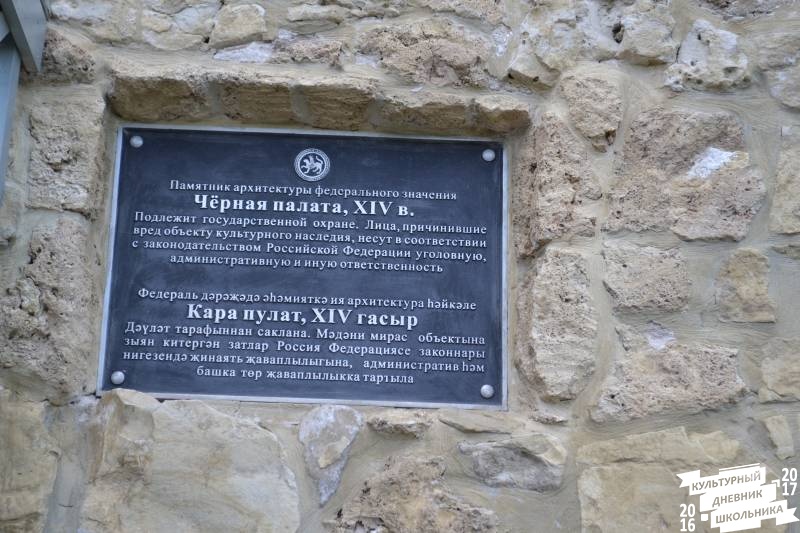 Памятник архитектуры федерального значения
Чёрная палата, XIV в.
Подлежит государственной охране. Лица, причинившие
вред объекту культурного наследия, несут в соответствии
с законодательством Российской Федерации уголовную,
административную и иную ответственность
Федераль дәрәҗәдә әһәмияткә ия архитектура һәйкәле
Кара пулат, XIV гасыр
Дәүләт тарафыннан саклана. Мәдәни мирас объектына
зыян китергән затлар Россия Федерациясе законнары
нигезендә җинаять җаваплылыгына, административ һәм
башка төр җаваплылыкка тартыла
КУЛЬТУРНЫЙ
ДНЕВНИК
ШКОЛЬНИКА
2016
2017